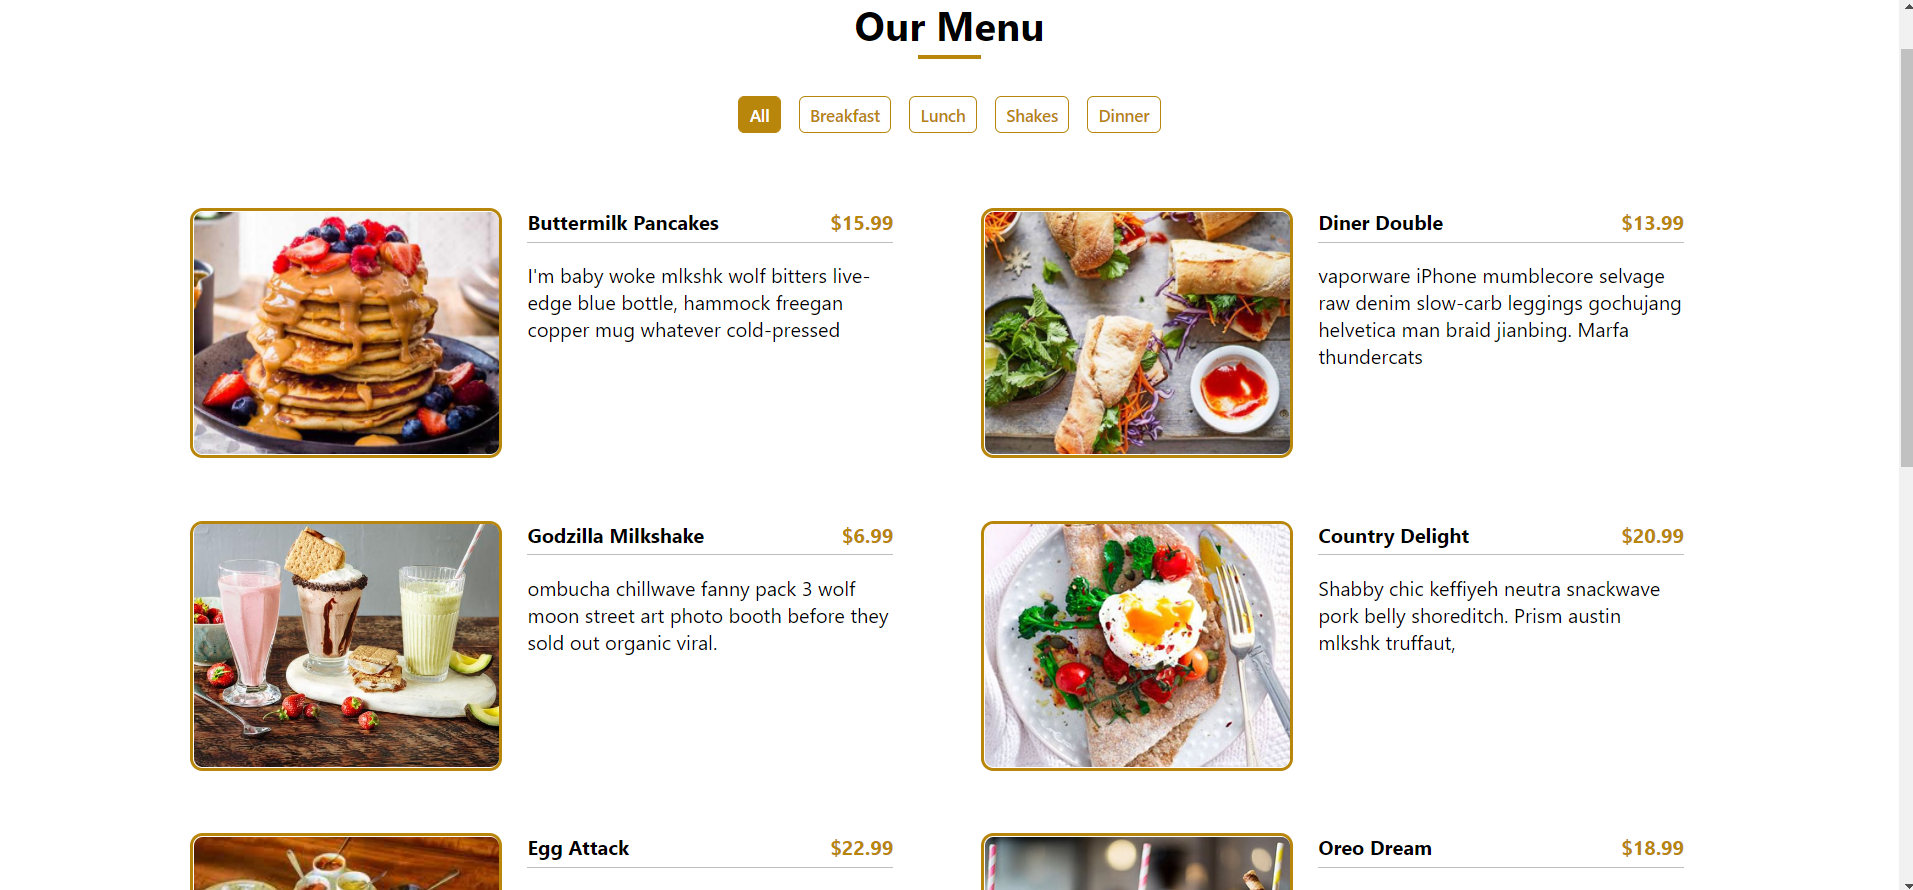 Our Menu
All Breakfast Lunch Shakes Dinner
Buttermilk Pancakes $15.99
I'm baby woke mlkshk wolf bitters live-
edge blue bottle, hammock freegan
copper mug whatever cold-pressed
Diner Double $13.99
vaporware iPhone mumblecore selvage
raw denim slow-carb leggings gochujang
helvetica man braid jianbing. Marfa
thundercats
Godzilla Milkshake $6.99
ombucha chillwave fanny pack 3 wolf
moon street art photo booth before they
sold out organic viral.
Country Delight $20.99
Shabby chic keffiyeh neutra snackwave
pork belly shoreditch. Prism austin
mlkshk truffaut,
Egg Attack $22.99
Oreo Dream $18.99